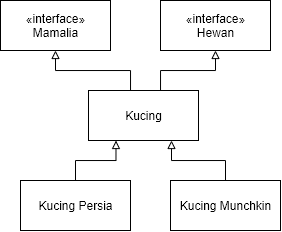 «interface»
Mamalia
«interface»
Hewan
Kucing
Kucing Persia
Kucing Munchkin